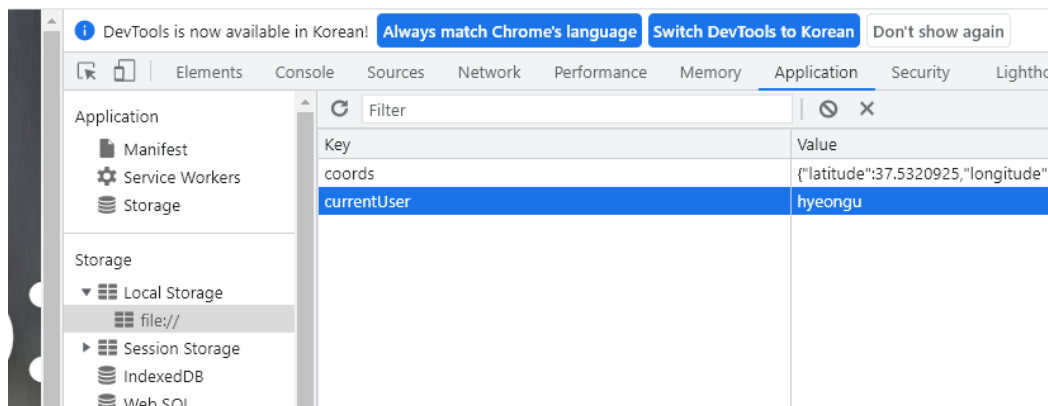 DevTools is now available in Korean! Always match Chrome's language Switch DevTools to Korean Don't show again
Elements Console Sources Network Performance Memory Application Security
Application
Manifest
Service Workers
Storage
Storage
Local Storage
file://
Session Storage
IndexedDB
Web SQL
Filter
Key Value
coords {"latitude":37.5320925,"longitude"
currentUser hyeongu